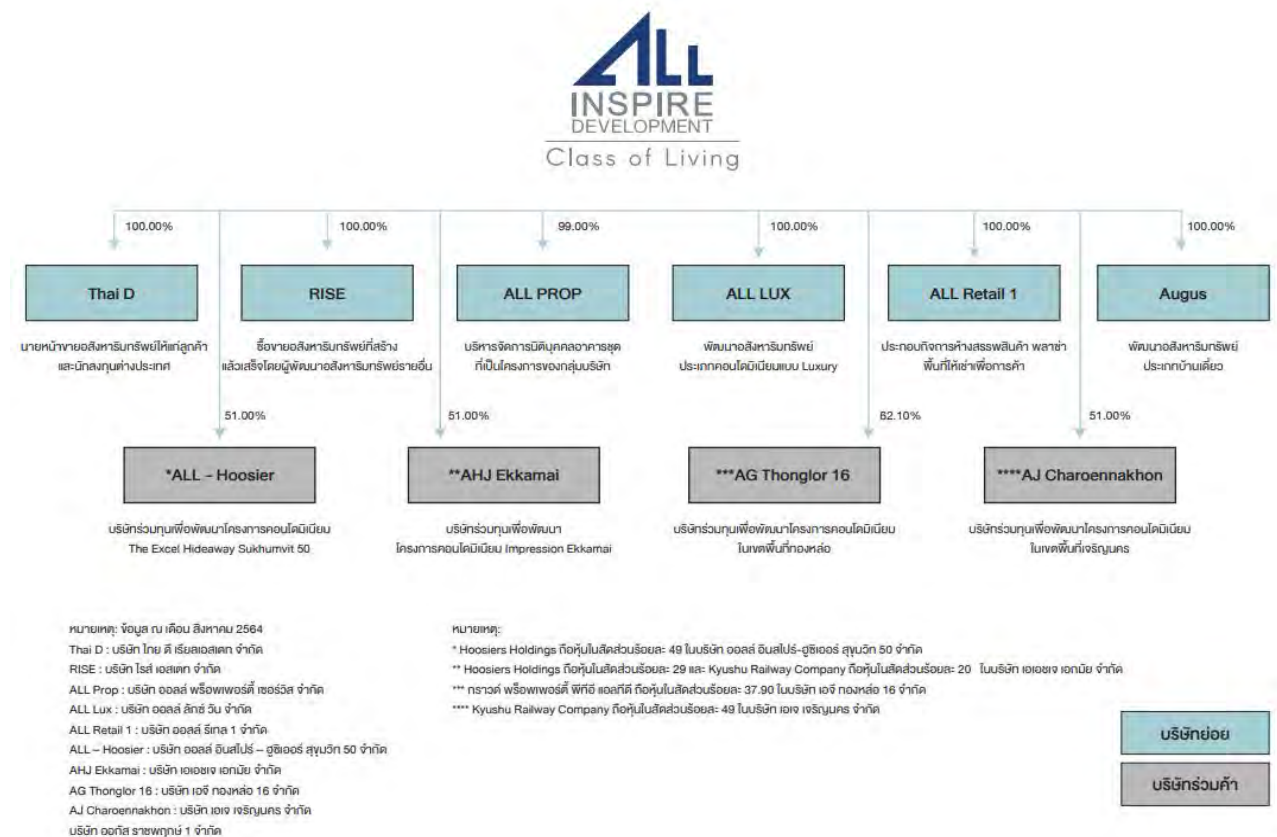 ALL
INSPIRE
DEVELOPMENT
Class of Living
100.00%
100.00%
99.00%
100.00%
100.00%
100.00%
Thai D
RISE
ALL PROP
ALL LUX
ALL Retail 1
Augus
นายหน้าขายอสังหาริมทรัพย์ให้แก่ลูกค้า
และนักลงทุนต่างประเทศ
ซื้อขายอสังหาริมทรัพย์ที่สร้าง
แล้วเสร็จโดยผู้พัฒนาอสังหาริมทรัพย์รายอื่น
บริหารจัดการนิติบุคคลอาคารชุด
ที่เป็นโครงการของกลุ่มบริษัท
พัฒนาอสังหาริมทรัพย์
ประเภทคอนโดมิเนียมแบบ Luxury
ประกอบกิจการห้างสรรพสินค้า พลาซ่า
พื้นที่ให้เช่าเพื่อการค้า
พัฒนาอสังหาริมทรัพย์
ประเภทบ้านเดี่ยว
51.00%
51.00%
62.10%
51.00%
*ALL - Hoosier
**AHJ Ekkamai
***AG Thonglor 16
****AJ Charoennakhon
บริษัทร่วมทุนเพื่อพัฒนาโครงการคอนโดมิเนียม
The Excel Hideaway Sukhumvit 50
บริษัทร่วมทุนเพื่อพัฒนา
โครงการคอนโดมิเนียม Impression Ekkamai
บริษัทร่วมทุนเพื่อพัฒนาโครงการคอนโดมิเนียม
ในเขตพื้นที่ทองหล่อ
บริษัทร่วมทุนเพื่อพัฒนาโครงการคอนโดมิเนียม
ในเขตพื้นที่เจริญนคร
หมายเหตุ: ข้อมูล ณ เดือน สิงหาคม 2564
Thai D : บริษัท ไทย ดี เรียลเอสเตท จำกัด
RISE : บริษัท ไรส์ เอสเตท จำกัด
ALL Prop : บริษัท ออลล์ พร็อพเพอร์ตี้ เซอร์วิส จำกัด
ALL Lux : บริษัท ออลล์ ลักซ์ วัน จำกัด
ALL Retail 1 : บริษัท ออลล์ รีเทล 1 จำกัด
ALL – Hoosier : บริษัท ออลล์ อินสไปร์ – ฮูซิเออร์ สุขุมวิท 50 จำกัด
AHJ Ekkamai : บริษัท เอเอชเจ เอกมัย จำกัด
AG Thonglor 16 : บริษัท เอจี ทองหล่อ 16 จำกัด
AJ Charoennakhon : บริษัท เอเจ เจริญนคร จำกัด
บริษัท ออกัส ราชพฤกษ์ 1 จำกัด
หมายเหตุ:
* Hoosiers Holdings ถือหุ้นในสัดส่วนร้อยละ 49 ในบริษัท ออลล์ อินสไปร์-ฮูซิเออร์ สุขุมวิท 50 จำกัด
** Hoosiers Holdings ถือหุ้นในสัดส่วนร้อยละ 29 และ Kyushu Railway Company ถือหุ้นในสัดส่วนร้อยละ 20 ในบริษัท เอเอชเจ เอกมัย จำกัด
*** กราวด์ พร็อพเพอร์ตี้ พีทีอี แอลทีดี ถือหุ้นในสัดส่วนร้อยละ 37.90 ในบริษัท เอจี ทองหล่อ 16 จำกัด
**** Kyushu Railway Company ถือหุ้นในสัดส่วนร้อยละ 49 ในบริษัท เอเจ เจริญนคร จำกัด
บริษัทย่อย
บริษัทร่วมค้า